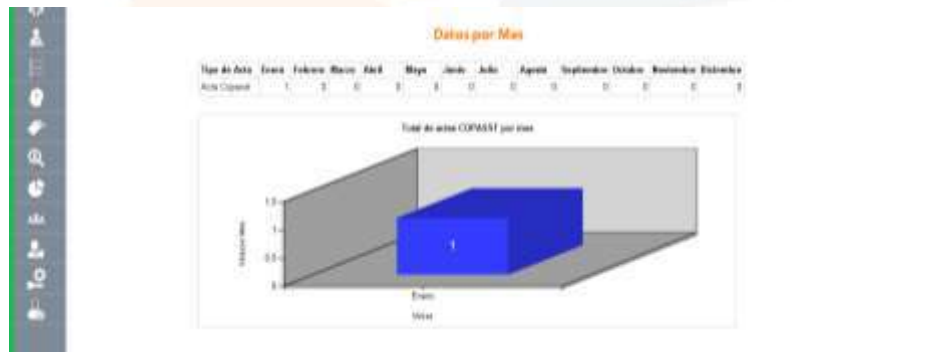 Datos por Mes
Tipo de Acta Enero Febrero Marzo Abril Mayo Junio Julio Agosto Septiembre Octubre Noviembre Diciembre
Acta Copasst 1 0 0 0 0 0 0 0 0 0 0 0
Total de actas COPASST por mes
1.5
1
0.5
0
1
Enero
Mes